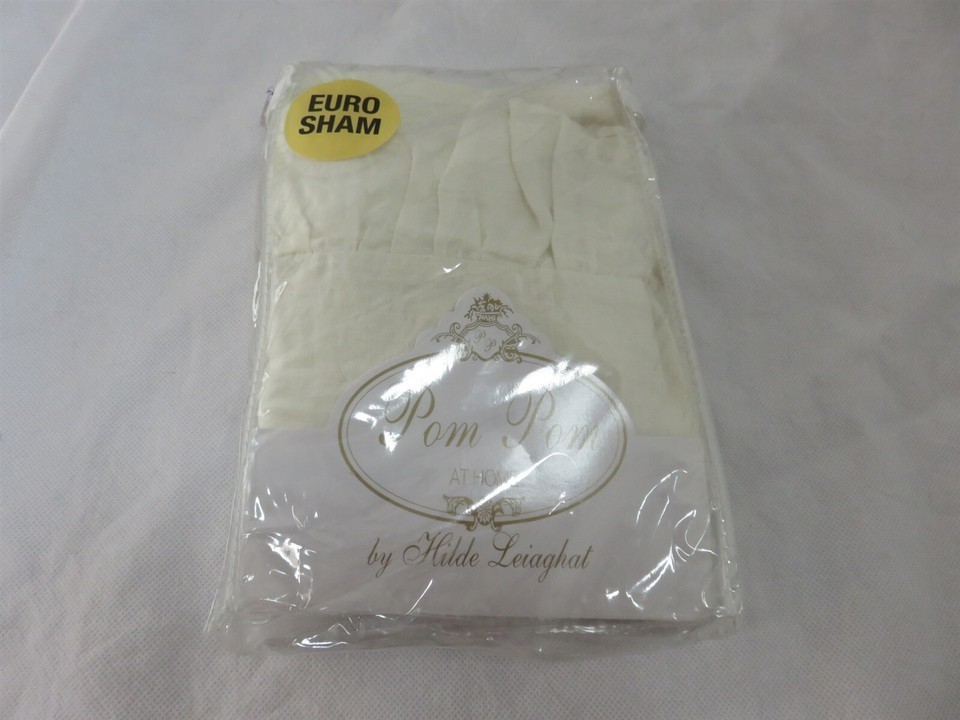 EURO
SHAM
P P
Pom Pom
AT HOME
by Hilde Leiaghat